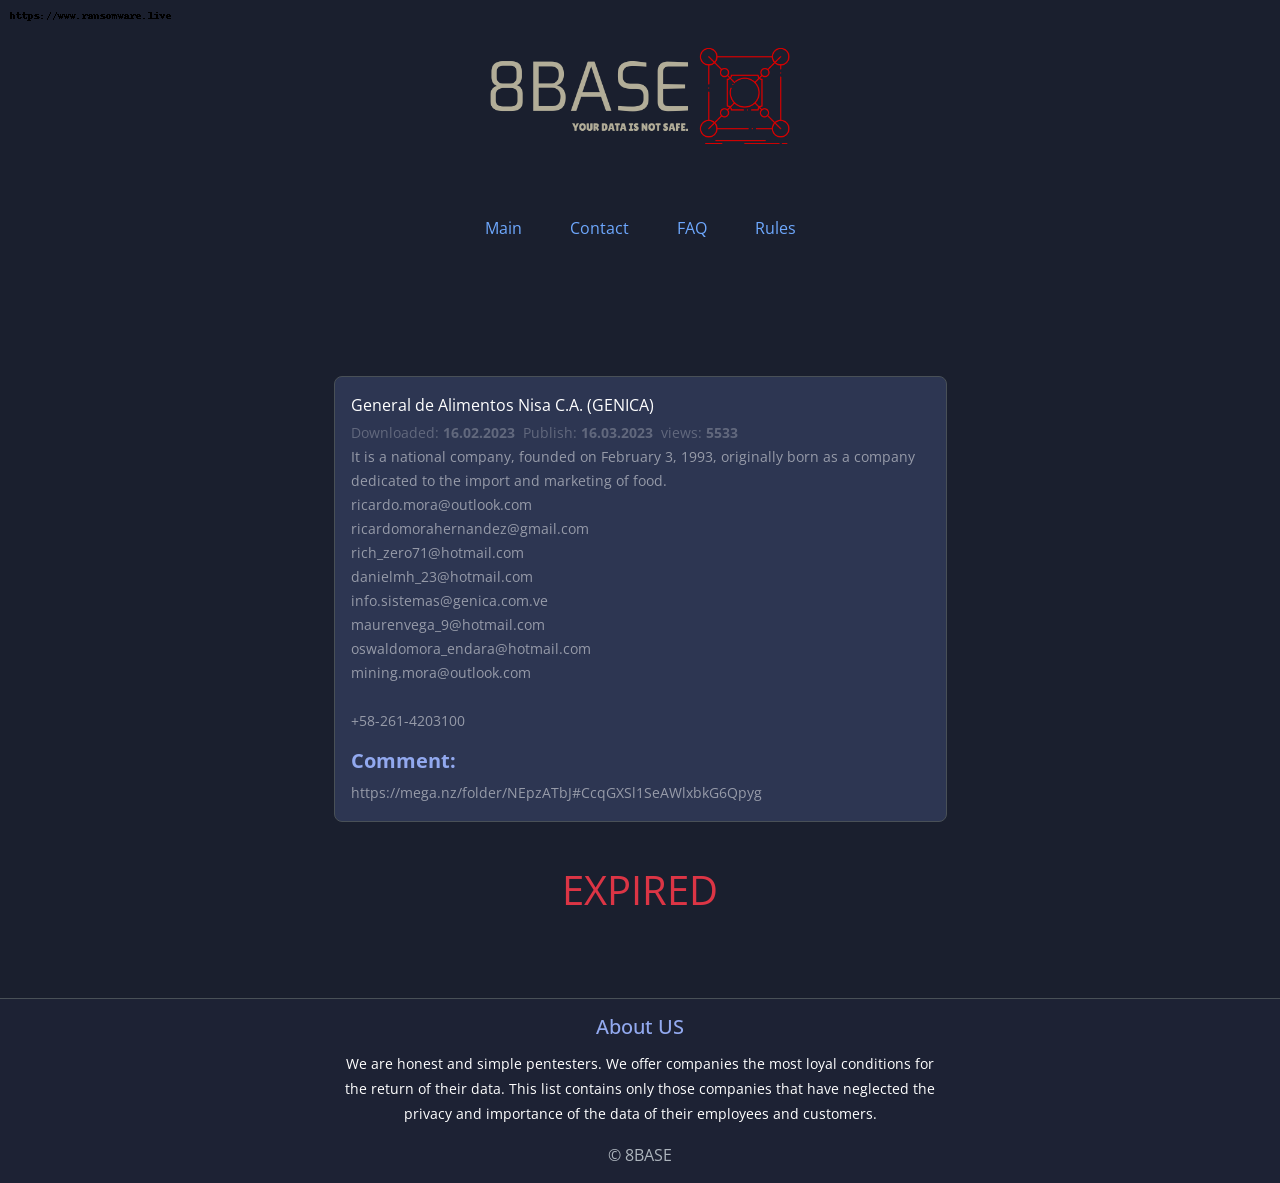 https://www.ransomware.live
8BASE
YOUR DATA IS NOT SAFE.
Main Contact FAQ Rules
General de Alimentos Nisa C.A. (GENICA)
Downloaded: 16.02.2023 Publish: 16.03.2023 views: 5533
It is a national company, founded on February 3, 1993, originally born as a company
dedicated to the import and marketing of food.
ricardo.mora@outlook.com
ricardomorahernandez@gmail.com
rich_zero71@hotmail.com
danielmh_23@hotmail.com
info.sistemas@genica.com.ve
maurenvega_9@hotmail.com
oswaldomora_endara@hotmail.com
mining.mora@outlook.com
+58-261-4203100
Comment:
EXPIRED
About US
We are honest and simple pentesters. We offer companies the most loyal conditions for
the return of their data. This list contains only those companies that have neglected the
privacy and importance of the data of their employees and customers.
© 8BASE